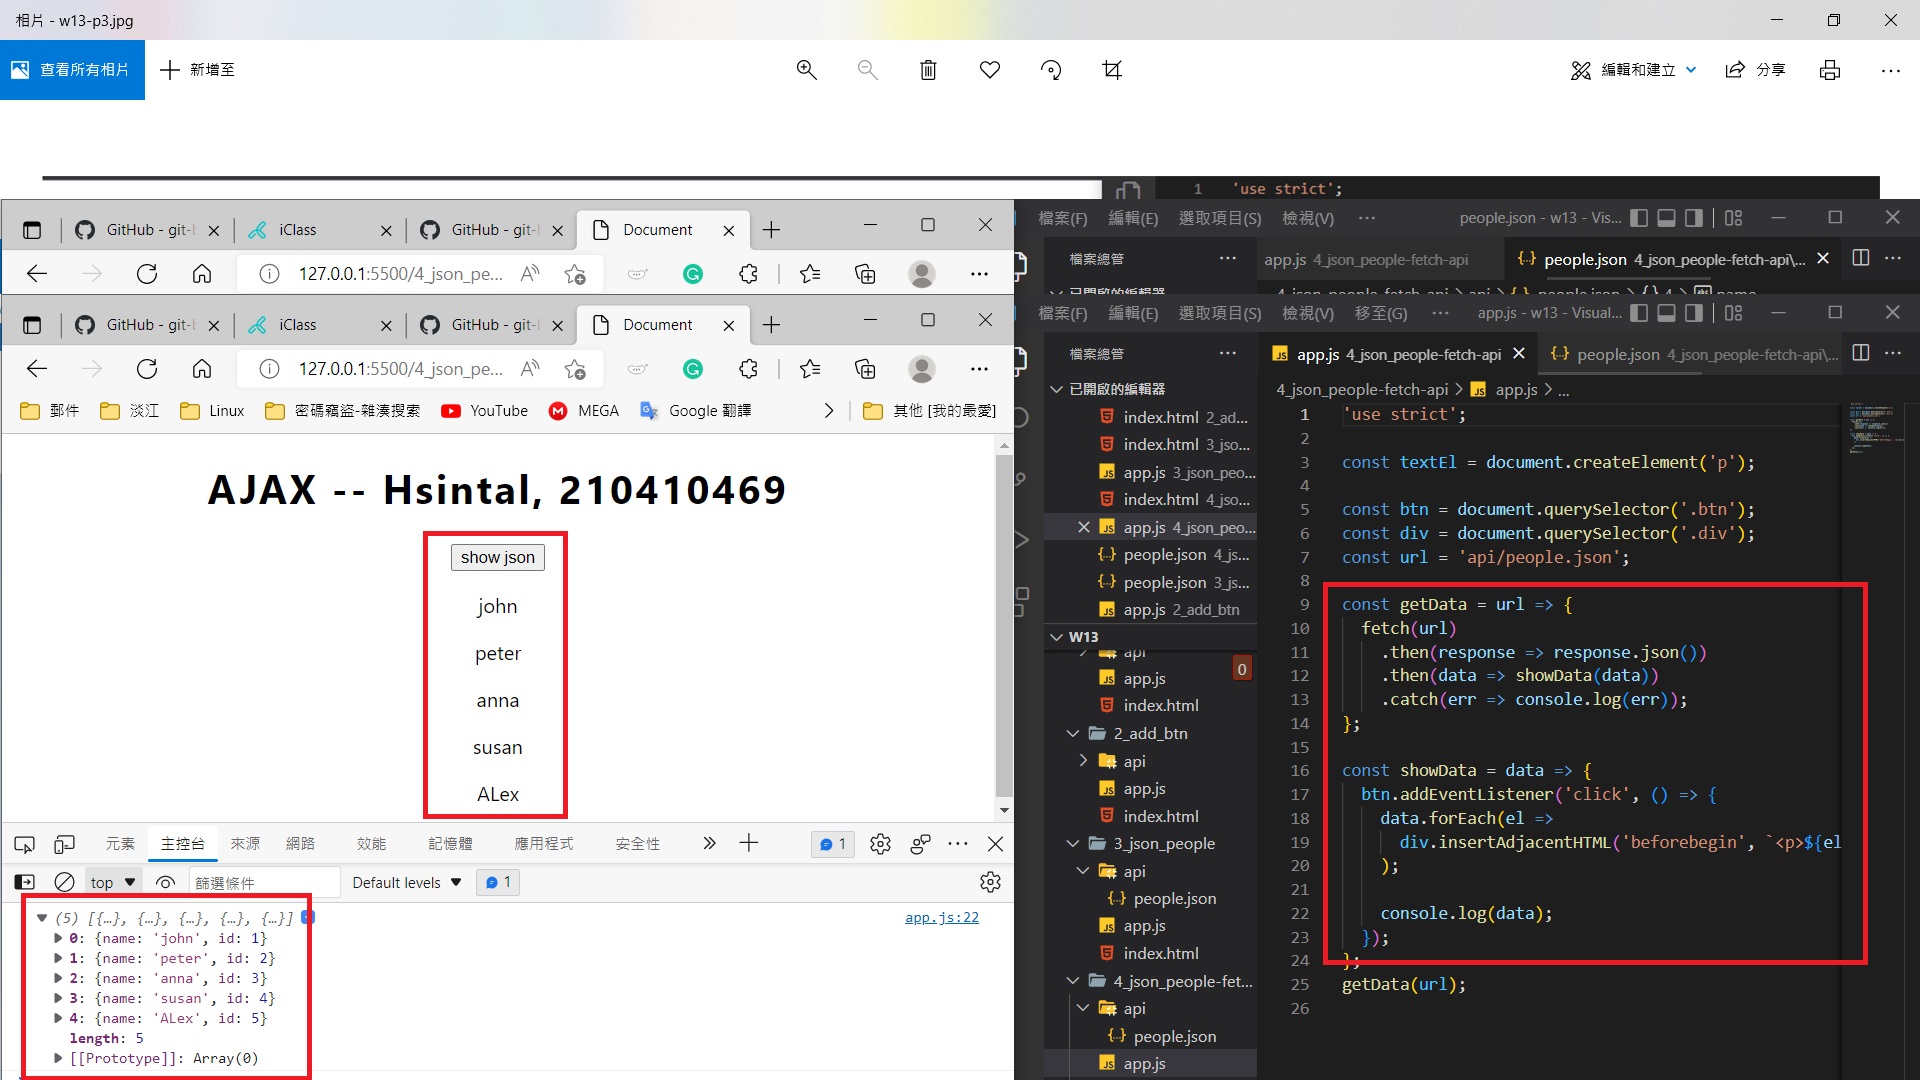 相片 - w13-p3.jpg
查看所有相片
新增至
編輯和建立
分享
1 'use strict';
GitHub - git-
iClass
GitHub - git-
Document
127.0.0.1:5500/4_json_pe...
檔案(F) 編輯(E) 選取項目(S) 檢視(V) ...
people.json - w13 - Vis...
檔案總管
app.js 4_json_people-fetch-api
people.json 4_json_people-fetch-api\...
GitHub - git-
iClass
GitHub - git-
Document
127.0.0.1:5500/4_json_pe...
郵件
淡江
Linux
密碼竊盜-雜湊搜索
YouTube
MEGA
Google 翻譯
其他 [我的最愛]
AJAX -- Hsintal, 210410469
show json
john
peter
anna
susan
ALex
元素 主控台 來源 網路 效能 記憶體 應用程式 安全性
1
top
篩選條件
Default levels
1
(5) [{…}, {…}, {…}, {…}, {…}]
app.js:22
0: {name: 'john', id: 1}
1: {name: 'peter', id: 2}
2: {name: 'anna', id: 3}
3: {name: 'susan', id: 4}
4: {name: 'ALex', id: 5}
length: 5
[[Prototype]]: Array(0)
檔案(F) 編輯(E) 選取項目(S) 檢視(V) 移至(G) ...
app.js - w13 - Visual...
檔案總管
app.js 4_json_people-fetch-api
people.json 4_json_people-fetch-api\...
已開啟的編輯器
4_json_people-fetch-api > app.js > ...
index.html 2_ad...
index.html 3_jso...
app.js 3_json_peo...
index.html 4_jso...
app.js 4_json_peo...
people.json 4_js...
people.json 3_js...
app.js 2_add_btn
W13
api
0
app.js
index.html
2_add_btn
api
app.js
index.html
3_json_people
api
people.json
app.js
index.html
4_json_people-fet...
api
people.json
app.js
1 'use strict';
2
3 const textEl = document.createElement('p');
4
5 const btn = document.querySelector('.btn');
6 const div = document.querySelector('.div');
7 const url = 'api/people.json';
8
9 const getData = url => {
10 fetch(url)
11 .then(response => response.json())
12 .then(data => showData(data))
13 .catch(err => console.log(err));
14 };
15
16 const showData = data => {
17 btn.addEventListener('click', () => {
18 data.forEach(el =>
19 div.insertAdjacentHTML('beforebegin', `<p>${el
20 );
21
22 console.log(data);
23 });
24 };
25 getData(url);
26